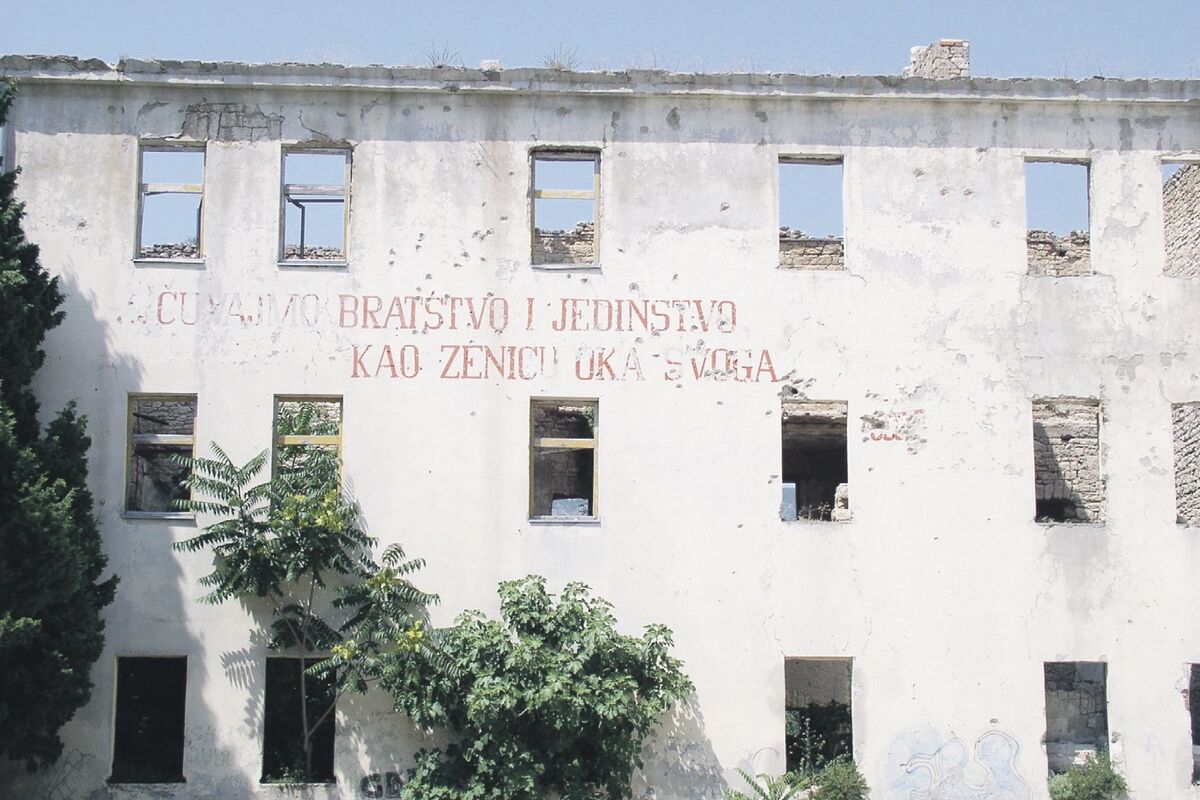 ČUVAJMO BRATSTVO I JEDINSTVO
KAO ZENICU OKA SVOGA